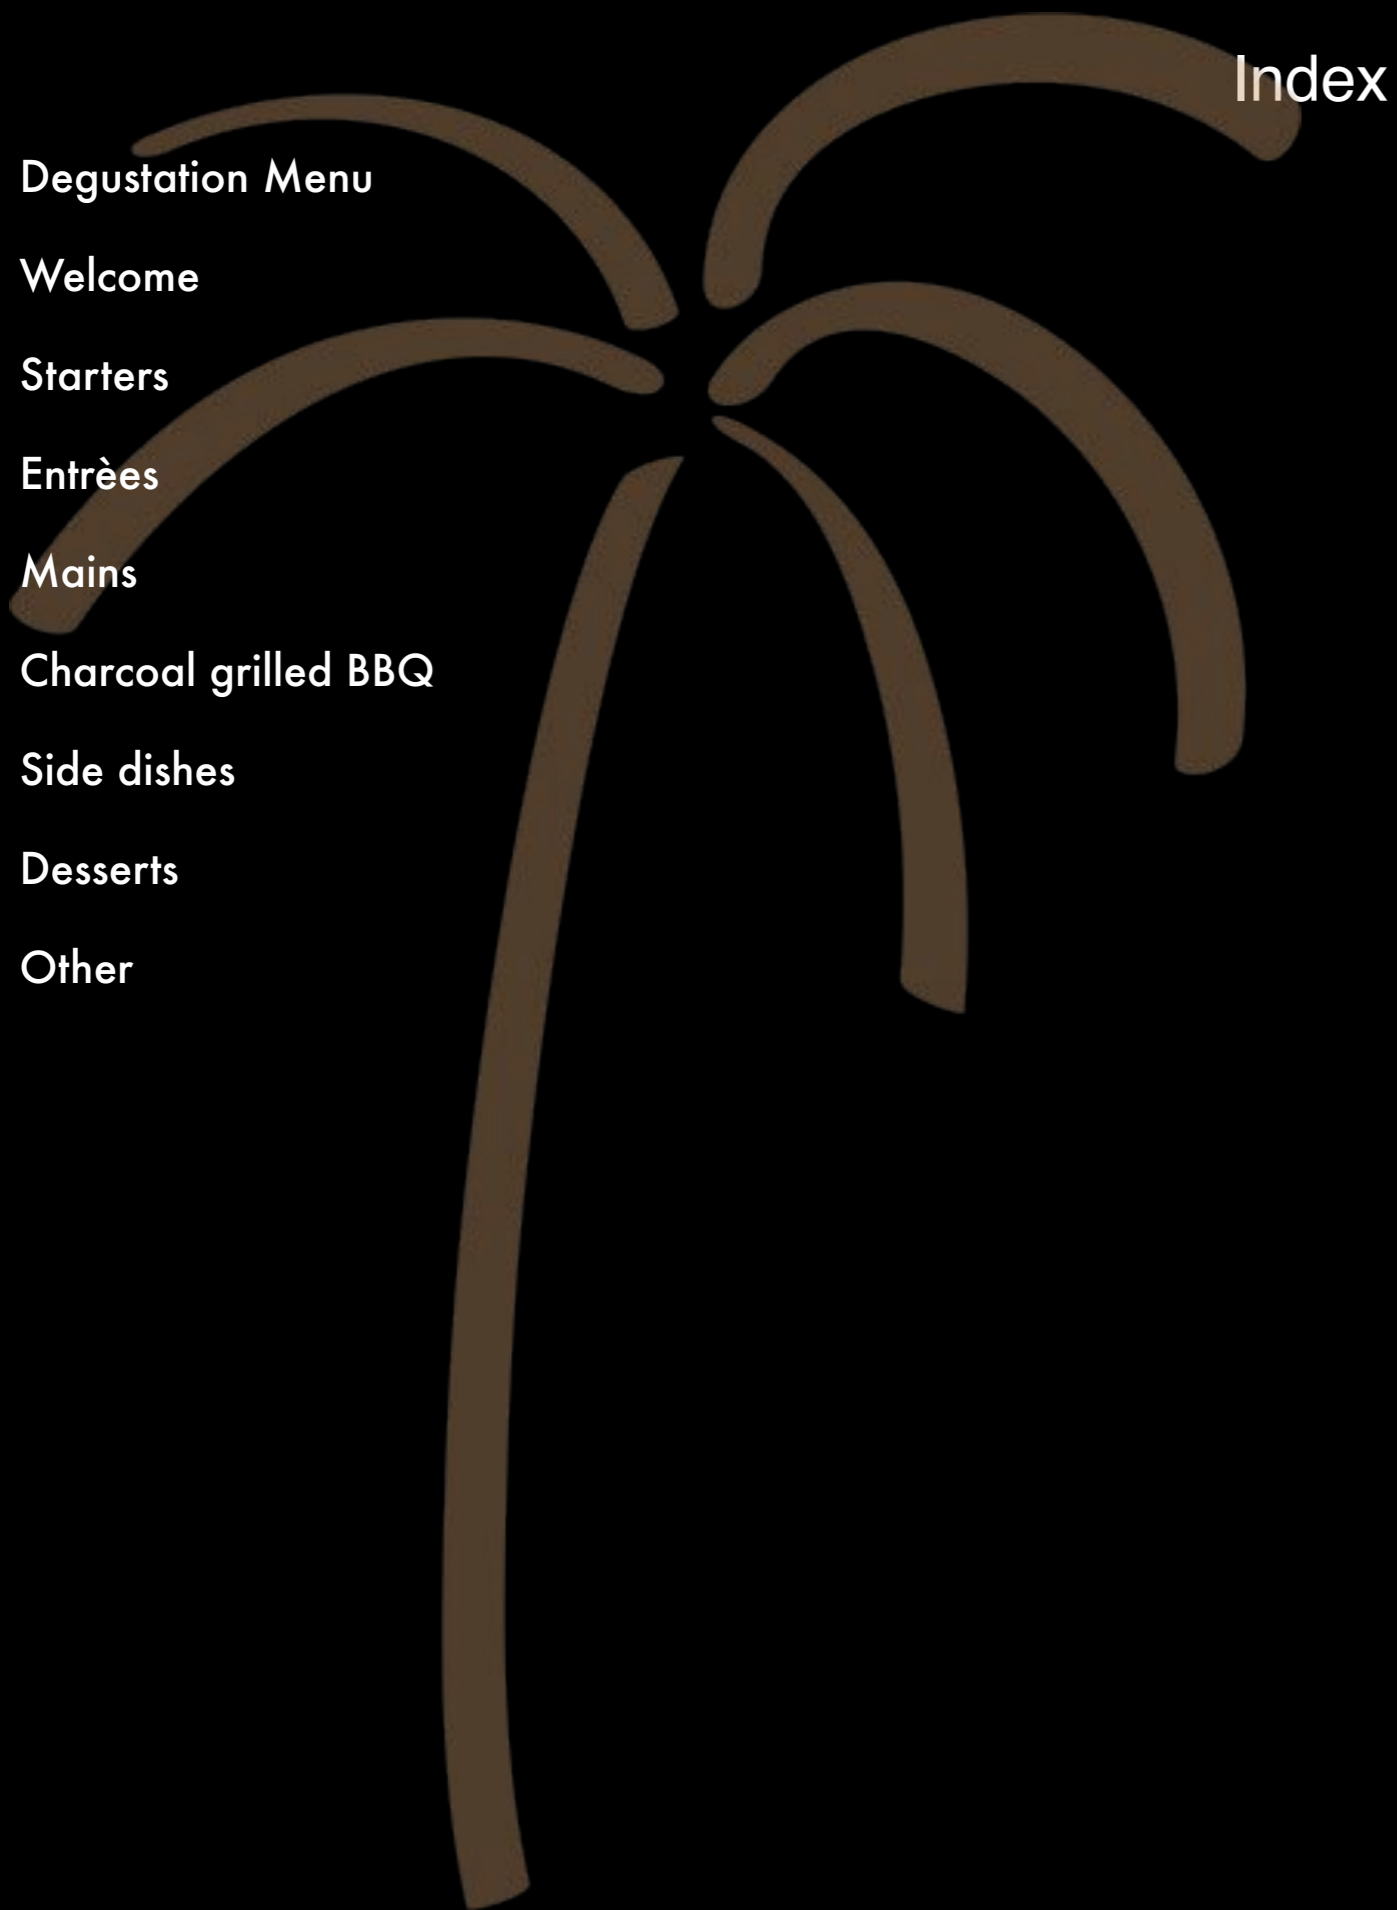 Index
Degustation Menu
Welcome
Starters
Entrèes
Mains
Charcoal grilled BBQ
Side dishes
Desserts
Other